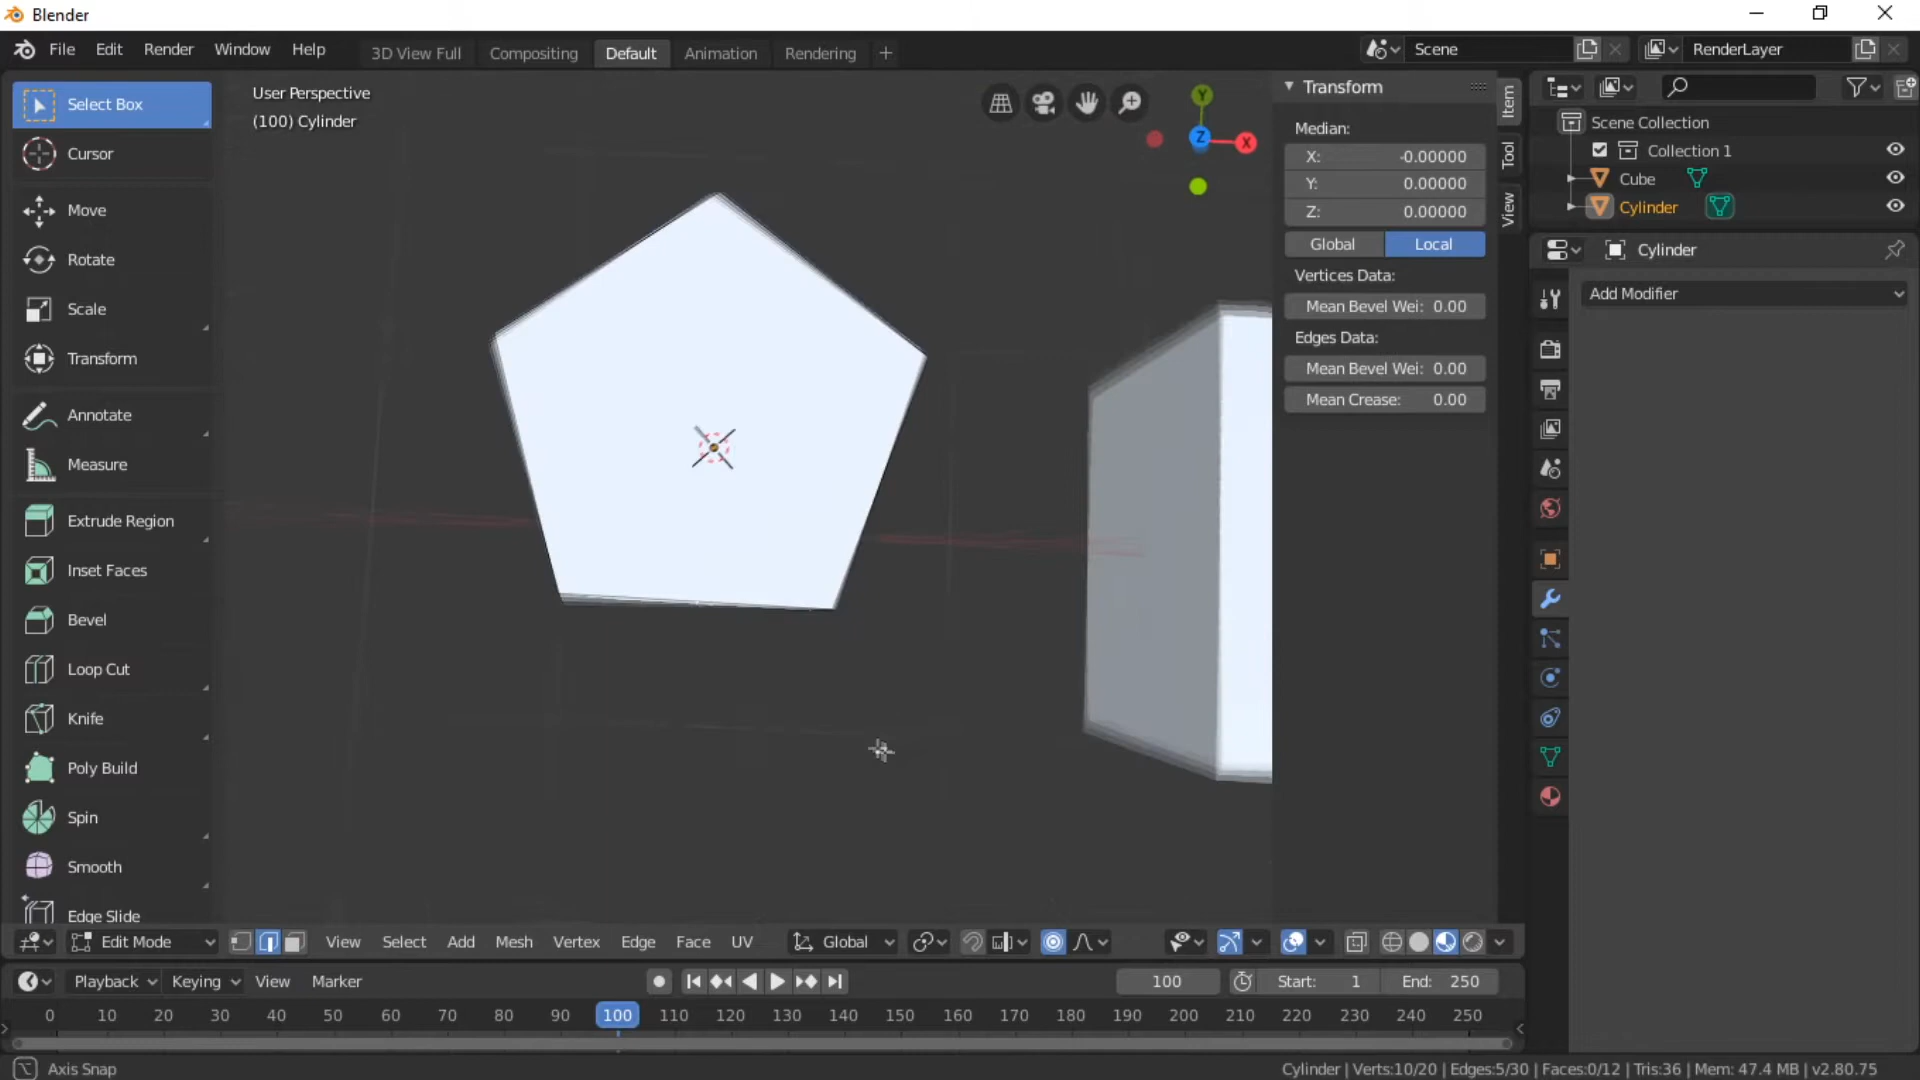 Blender
File Edit Render Window Help
3D View Full Compositing Default Animation Rendering +
Scene
RenderLayer
Select Box
Cursor
Move
Rotate
Scale
Transform
Annotate
Measure
Extrude Region
Inset Faces
Bevel
Loop Cut
Knife
Poly Build
Spin
Smooth
Edge Slide
User Perspective
(100) Cylinder
Y
Z
X
Transform
Median:
X: -0.00000
Y: 0.00000
Z: 0.00000
Global Local
Vertices Data:
Mean Bevel Wei: 0.00
Edges Data:
Mean Bevel Wei: 0.00
Mean Crease: 0.00
Item
Tool
View
Scene Collection
Collection 1
Cube
Cylinder
Cylinder
Add Modifier
Edit Mode View Select Add Mesh Vertex Edge Face UV Global
Playback Keying View Marker 100 Start: 1 End: 250
0 10 20 30 40 50 60 70 80 90 100 110 120 130 140 150 160 170 180 190 200 210 220 230 240 250
Axis Snap
Cylinder | Verts:10/20 | Edges:5/30 | Faces:0/12 | Tris:36 | Mem: 47.4 MB | v2.80.75